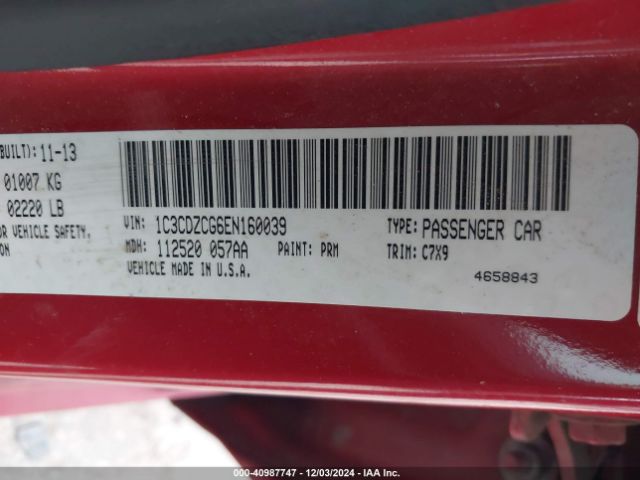 BUILT): 11-13
01007 KG
02220 LB
OR VEHICLE SAFETY,
ON
VIN: 1C3CDZCG6EN160039
TYPE: PASSENGER CAR
MDH: 112520 057AA PAINT: PRM TRIM: C7X9
VEHICLE MADE IN U.S.A.
4658843
000-40987747 - 12/03/2024 - IAA Inc.